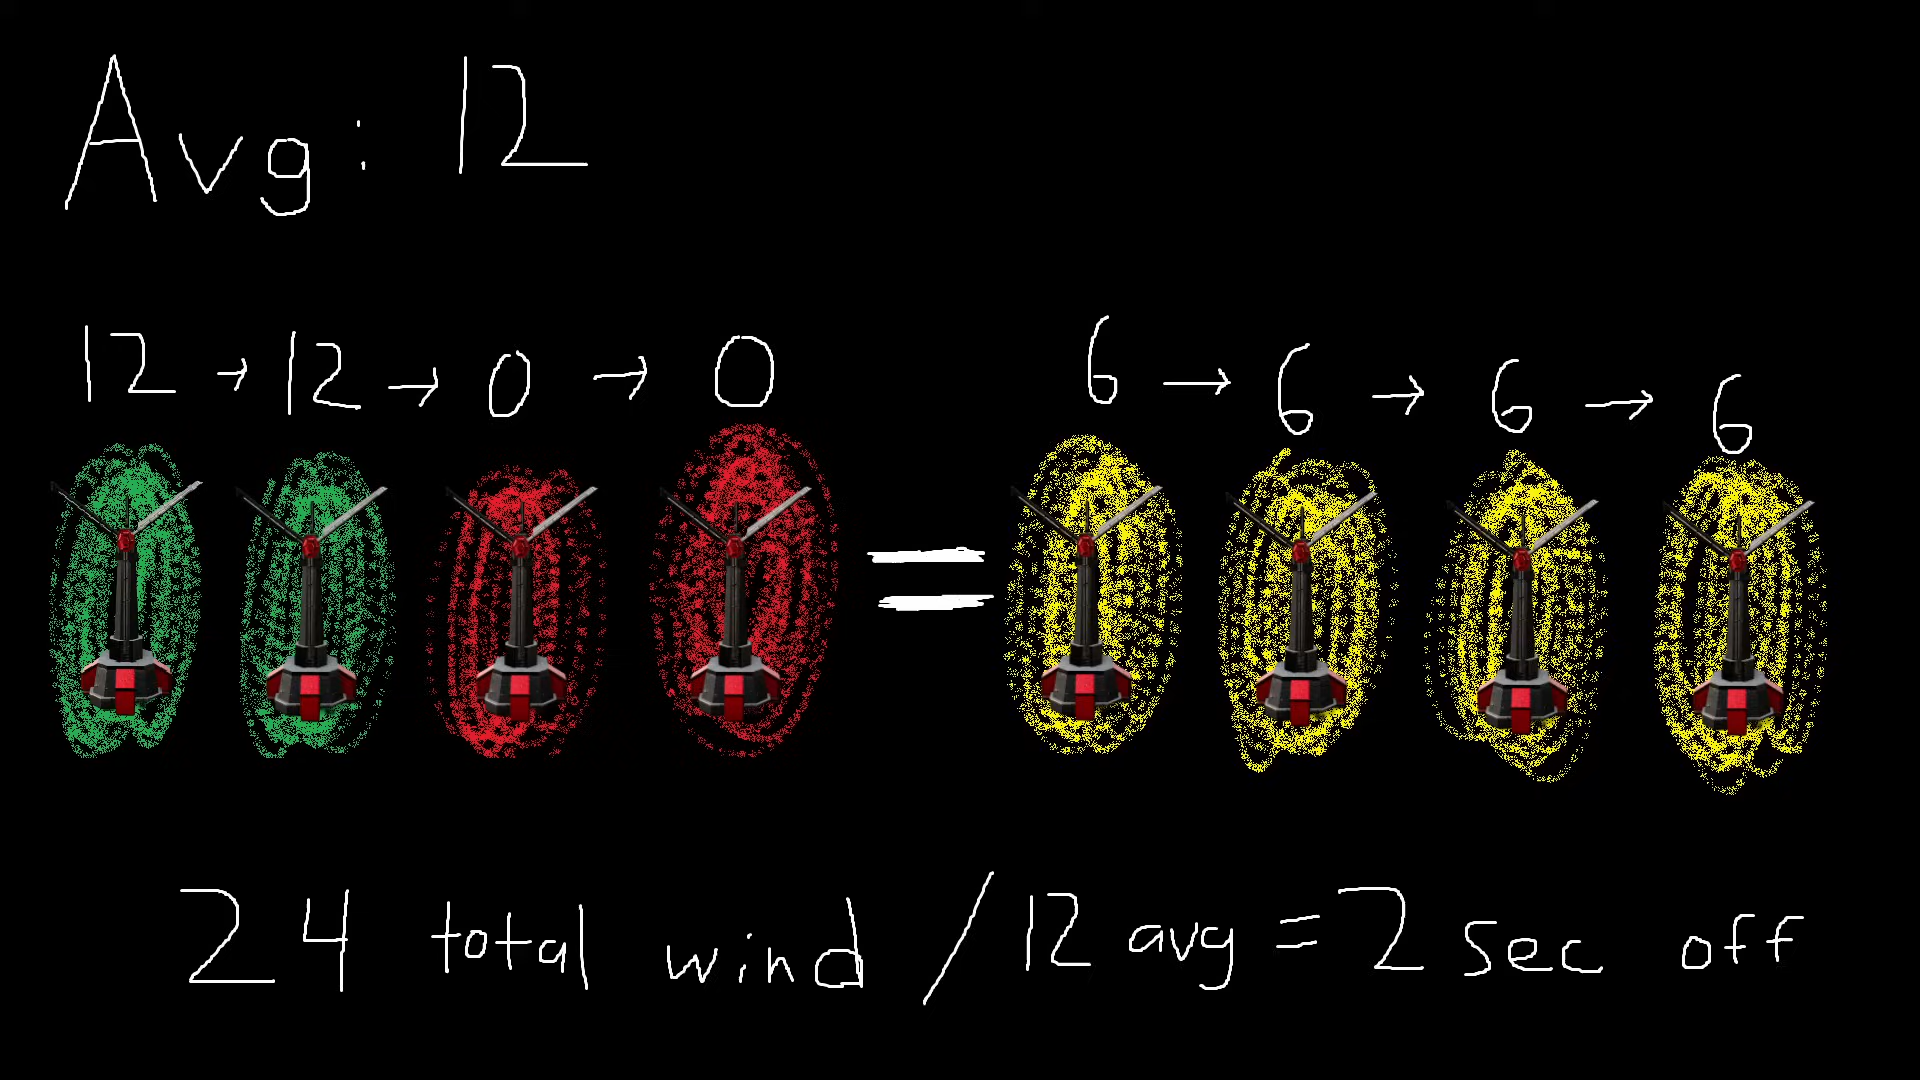 Avg: 12
12 → 12 → 0 → 0 = 6 → 6 → 6 → 6
24 total wind / 12 avg = 2 sec off